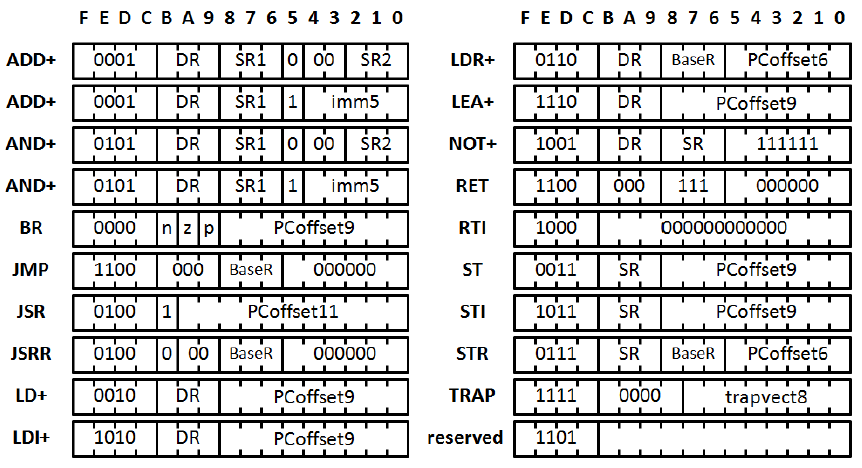 F E D C B A 9 8 7 6 5 4 3 2 1 0
ADD+ 0001 DR SR1 0 00 SR2
ADD+ 0001 DR SR1 1 imm5
AND+ 0101 DR SR1 0 00 SR2
AND+ 0101 DR SR1 1 imm5
BR 0000 n z p PCoffset9
JMP 1100 000 BaseR 000000
JSR 0100 1 PCoffset11
JSRR 0100 0 00 BaseR 000000
LD+ 0010 DR PCoffset9
LDI+ 1010 DR PCoffset9
F E D C B A 9 8 7 6 5 4 3 2 1 0
LDR+ 0110 DR BaseR PCoffset6
LEA+ 1110 DR PCoffset9
NOT+ 1001 DR SR 111111
RET 1100 000 111 000000
RTI 1000 000000000000
ST 0011 SR PCoffset9
STI 1011 SR PCoffset9
STR 0111 SR BaseR PCoffset6
TRAP 1111 0000 trapvect8
reserved 1101